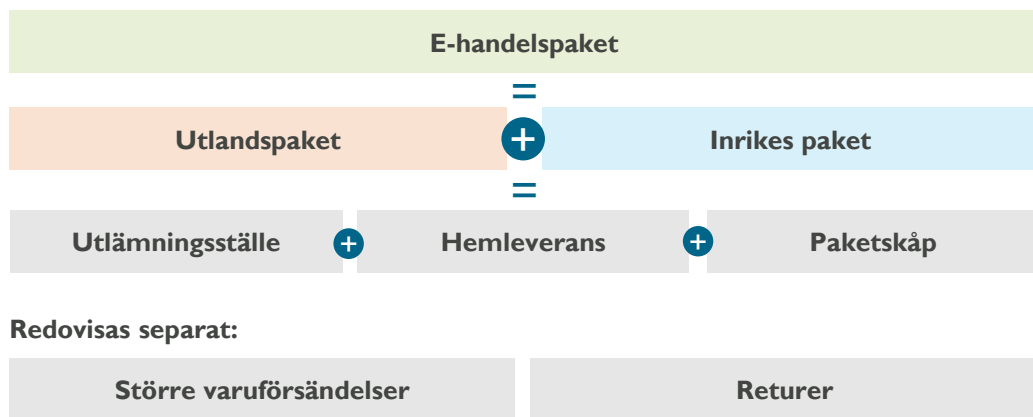 E-handelspaket
=
Utlandspaket + Inrikes paket
=
Utlämningsställe + Hemleverans + Paketskåp
Redovisas separat:
Större varuförsändelser Returer